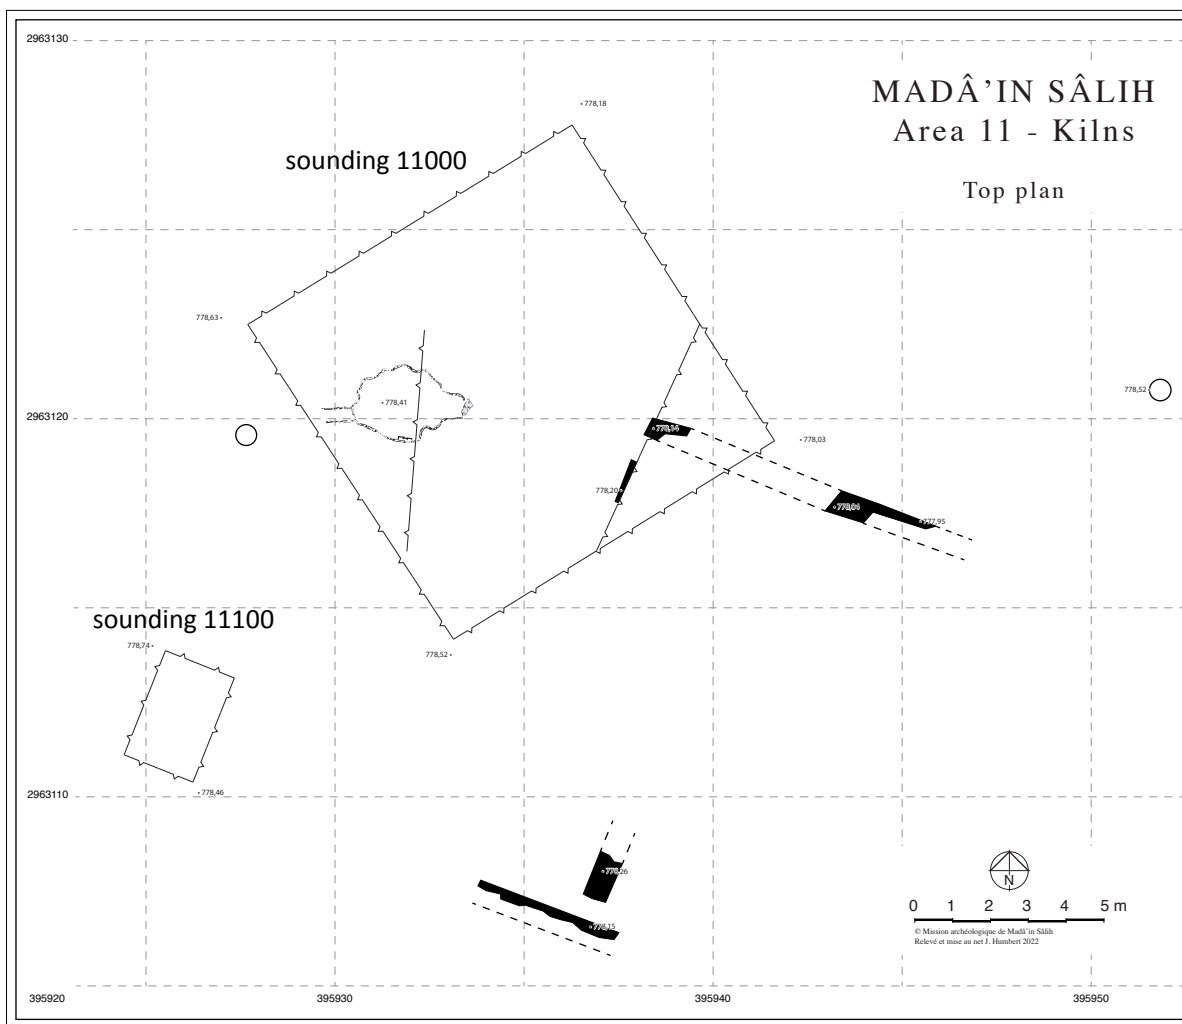 2963130
MADÂ’IN SÂLIH
Area 11 - Kilns
Top plan
778,18
sounding 11000
778,63
778,41
2963120
778,52
778,14
778,03
778,20
778,04
777,95
sounding 11100
778,74
778,52
778,46
2963110
778,26
778,15
N
0 1 2 3 4 5 m
© Mission archéologique de Madâ’in Sâlih
Relevé et mise au net J. Humbert 2022
395920 395930 395940 395950